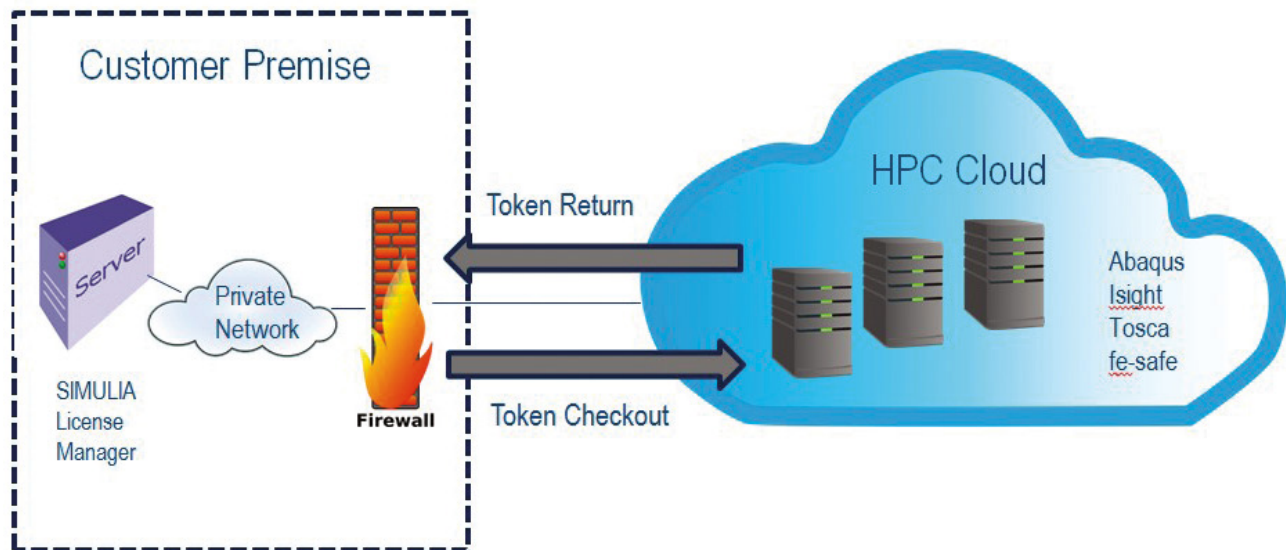 Customer Premise
Server
SIMULIA
License
Manager
Private
Network
Firewall
Token Return
Token Checkout
HPC Cloud
Abaqus
Isight
Tosca
fe-safe